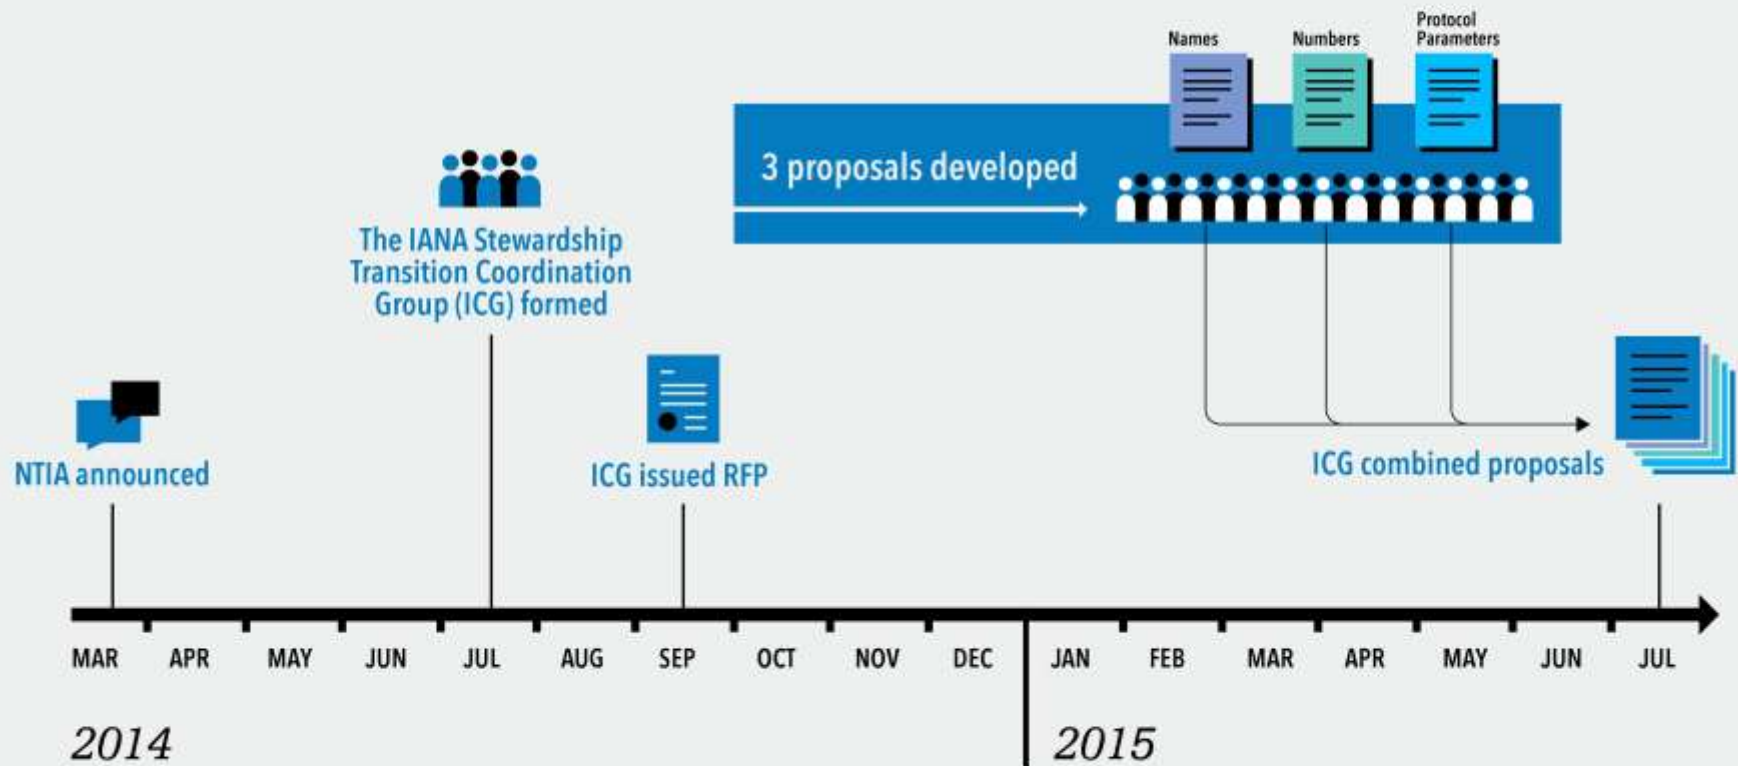 Names
Numbers
Protocol
Parameters
3 proposals developed
The IANA Stewardship
Transition Coordination
Group (ICG) formed
NTIA announced
ICG issued RFP
ICG combined proposals
MAR APR MAY JUN JUL AUG SEP OCT NOV DEC JAN FEB MAR APR MAY JUN JUL
2014 2015